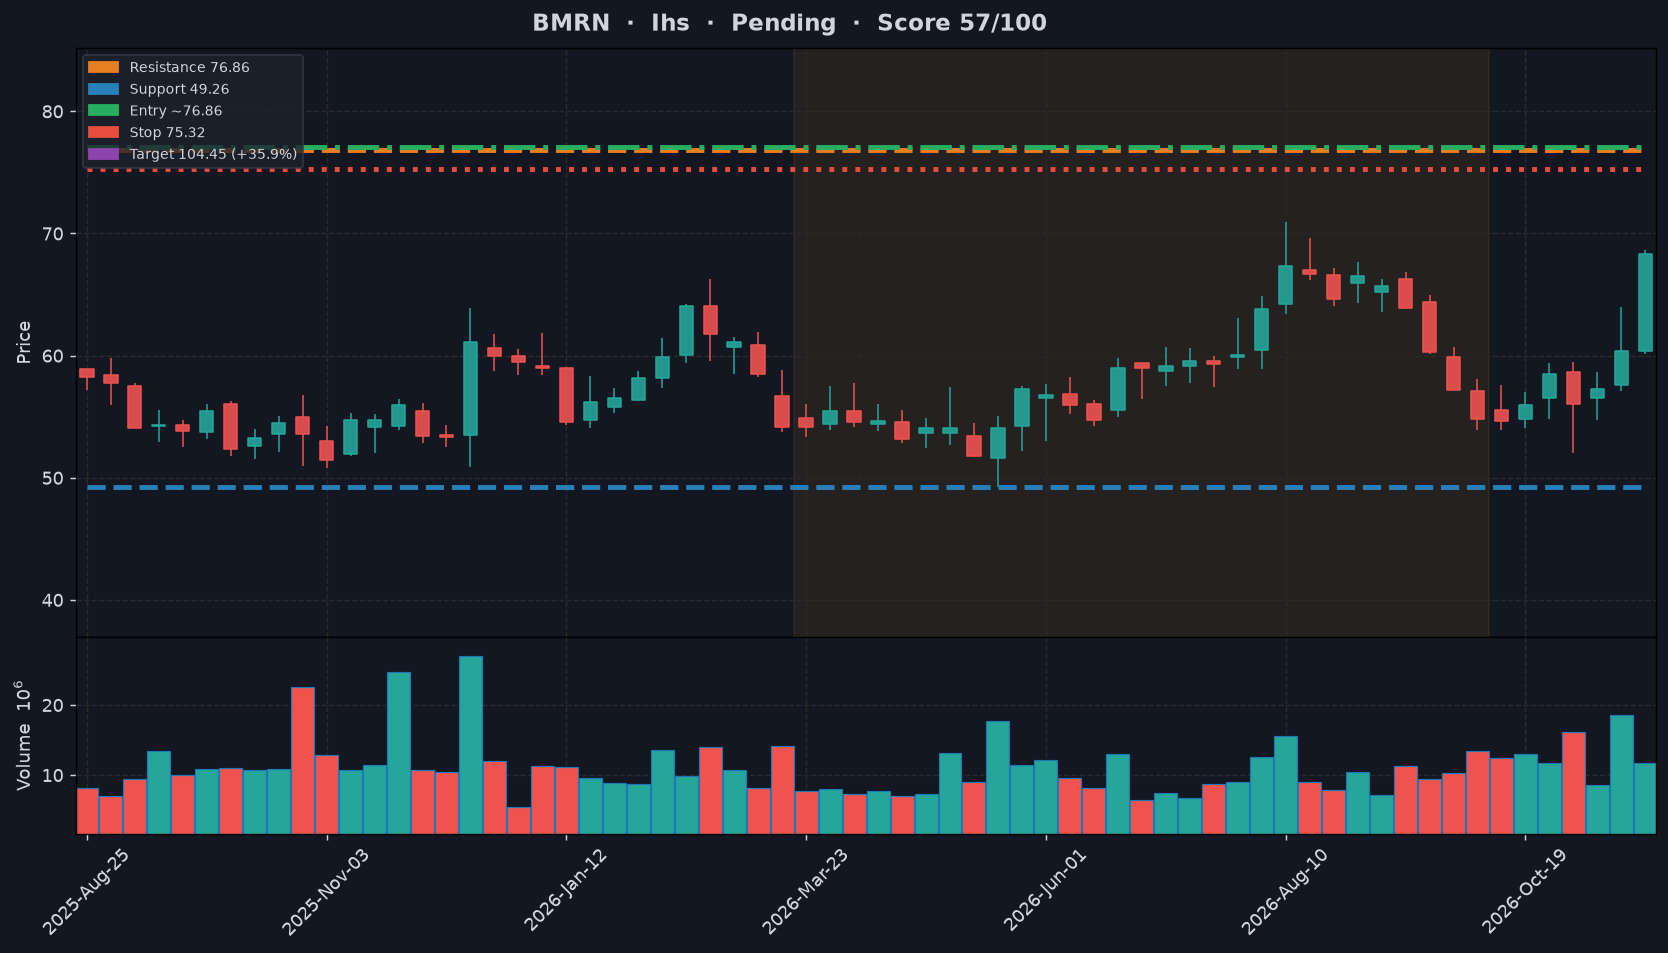 BMRN · Ihs · Pending · Score 57/100
Resistance 76.86
Support 49.26
Entry ~76.86
Stop 75.32
Target 104.45 (+35.9%)
Price
80
70
60
50
40
Volume 10⁶
20
10
2025-Aug-25
2025-Nov-03
2026-Jan-12
2026-Mar-23
2026-Jun-01
2026-Aug-10
2026-Oct-19